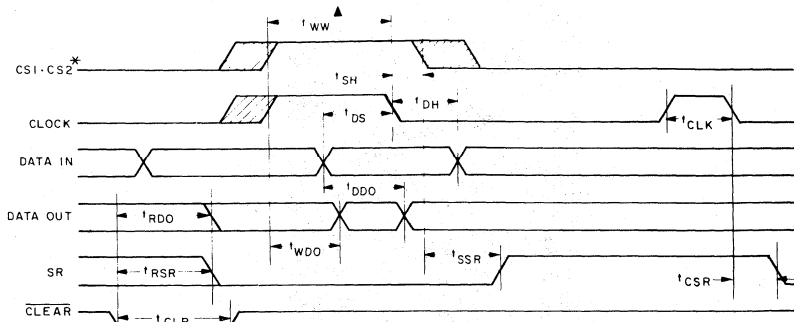 tWW
CS1·CS2*
tSH
tDH
CLOCK
tDS
tCLK
DATA IN
tDDO
DATA OUT
tRDO
tWDO
tSSR
SR
tRSR
tCSR
CLEAR
tCLR